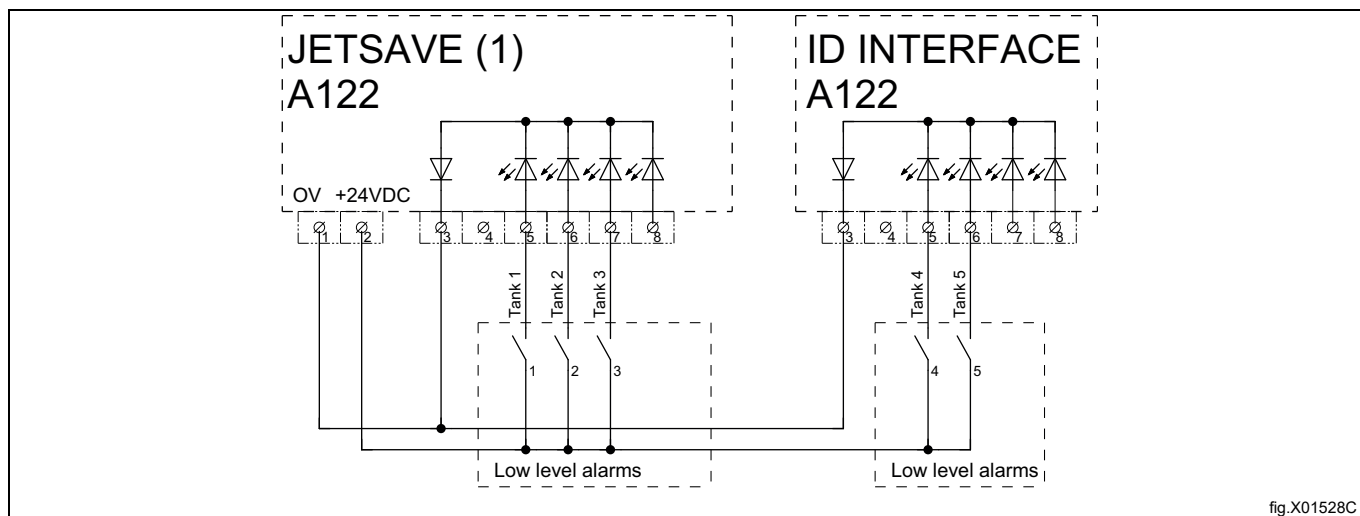 JETSAVE (1)
A122
ID INTERFACE
A122
OV +24VDC
1 2 3 4 5 6 7 8
3 4 5 6 7 8
Tank 1
Tank 2
Tank 3
Tank 4
Tank 5
1 2 3
4 5
Low level alarms
Low level alarms
fig.X01528C